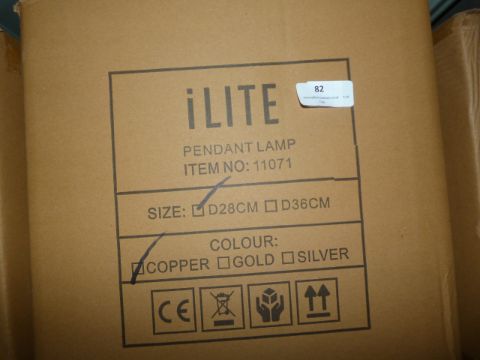 82
iLITE
PENDANT LAMP
ITEM NO: 11071
SIZE: D28CM D36CM
COLOUR:
COPPER GOLD SILVER
CE